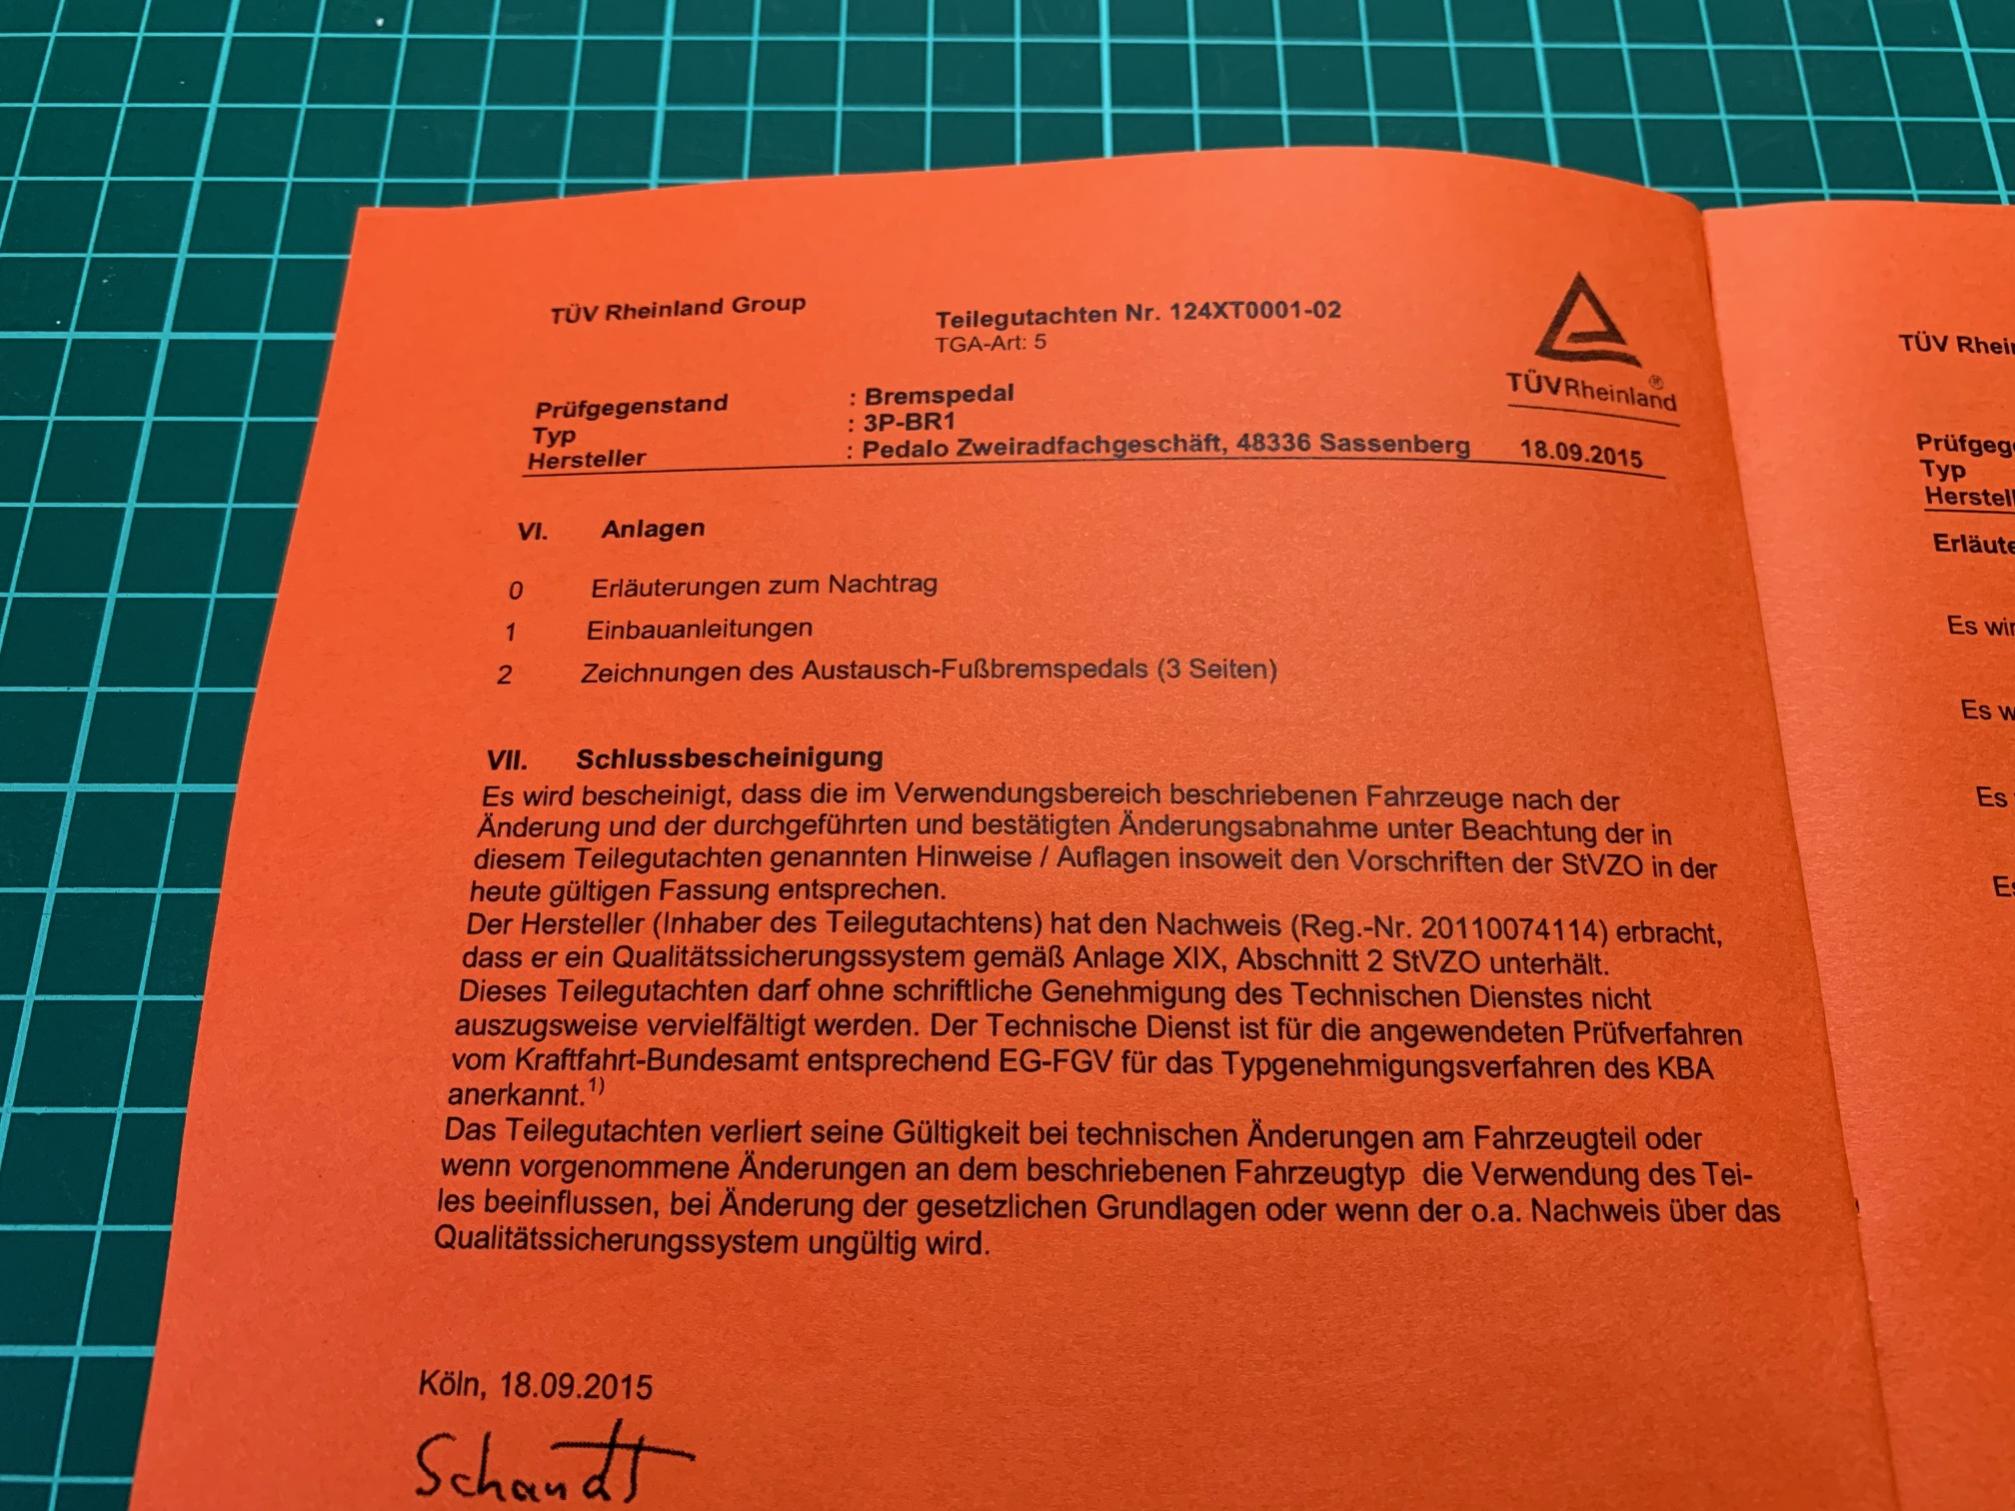 TÜV Rheinland Group
Teilegutachten Nr. 124XT0001-02
TGA-Art: 5
TÜVRheinland®
Prüfgegenstand : Bremspedal
Typ : 3P-BR1
Hersteller : Pedalo Zweiradfachgeschäft, 48336 Sassenberg 18.09.2015
VI. Anlagen
0 Erläuterungen zum Nachtrag
1 Einbauanleitungen
2 Zeichnungen des Austausch-Fußbremspedals (3 Seiten)
VII. Schlussbescheinigung
Es wird bescheinigt, dass die im Verwendungsbereich beschriebenen Fahrzeuge nach der
Änderung und der durchgeführten und bestätigten Änderungsabnahme unter Beachtung der in
diesem Teilegutachten genannten Hinweise / Auflagen insoweit den Vorschriften der StVZO in der
heute gültigen Fassung entsprechen.
Der Hersteller (Inhaber des Teilegutachtens) hat den Nachweis (Reg.-Nr. 20110074114) erbracht,
dass er ein Qualitätssicherungssystem gemäß Anlage XIX, Abschnitt 2 StVZO unterhält.
Dieses Teilegutachten darf ohne schriftliche Genehmigung des Technischen Dienstes nicht
auszugsweise vervielfältigt werden. Der Technische Dienst ist für die angewendeten Prüfverfahren
vom Kraftfahrt-Bundesamt entsprechend EG-FGV für das Typgenehmigungsverfahren des KBA
anerkannt.¹⁾
Das Teilegutachten verliert seine Gültigkeit bei technischen Änderungen am Fahrzeugteil oder
wenn vorgenommene Änderungen an dem beschriebenen Fahrzeugtyp die Verwendung des Tei-
les beeinflussen, bei Änderung der gesetzlichen Grundlagen oder wenn der o.a. Nachweis über das
Qualitätssicherungssystem ungültig wird.
Köln, 18.09.2015
Schandt
TÜV
Typ
Es
Es
Es